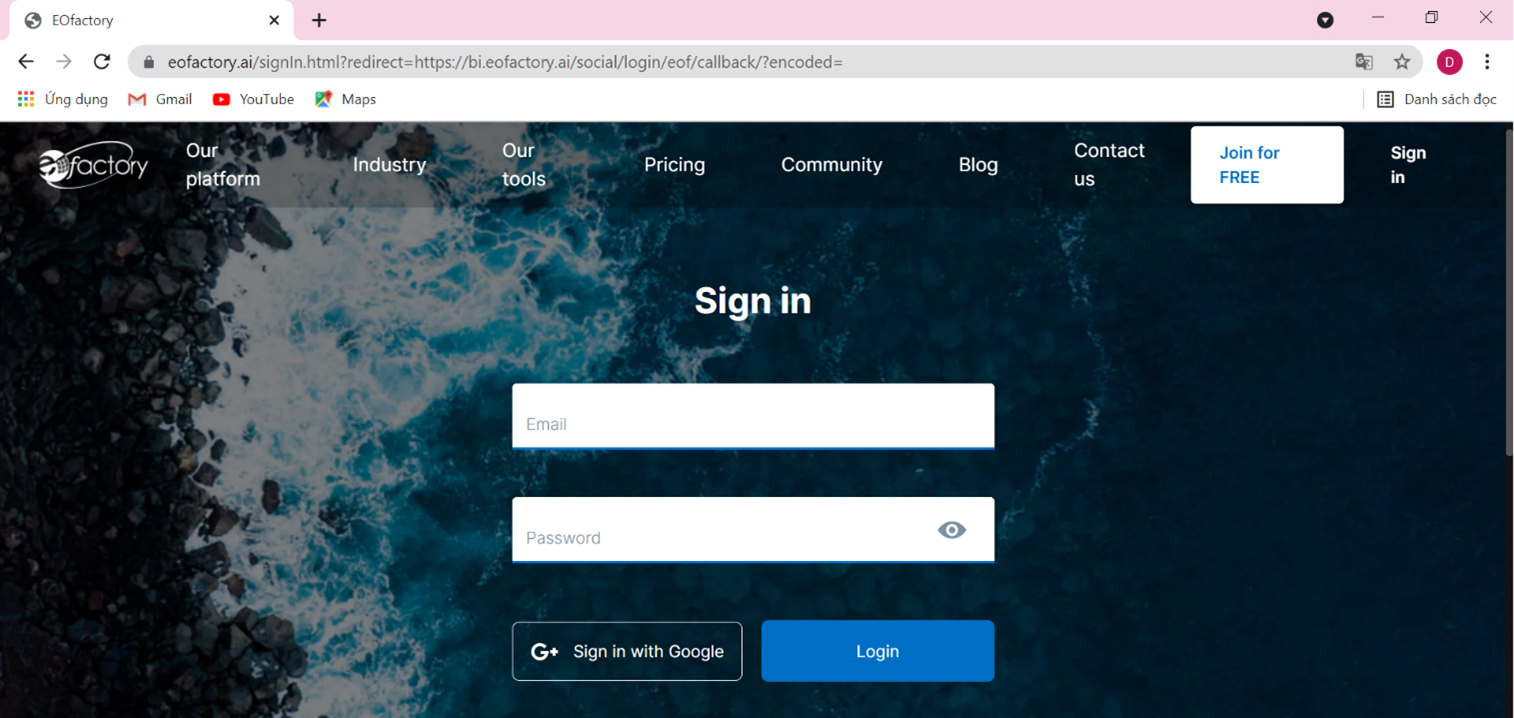 EOfactory
eofactory.ai/signIn.html?redirect=https://bi.eofactory.ai/social/login/eof/callback/?encoded=
D
Ứng dụng Gmail YouTube Maps Danh sách đọc
eofactory
Our platform Industry Our tools Pricing Community Blog Contact us Join for FREE Sign in
Sign in
Email
Password
G+ Sign in with Google Login